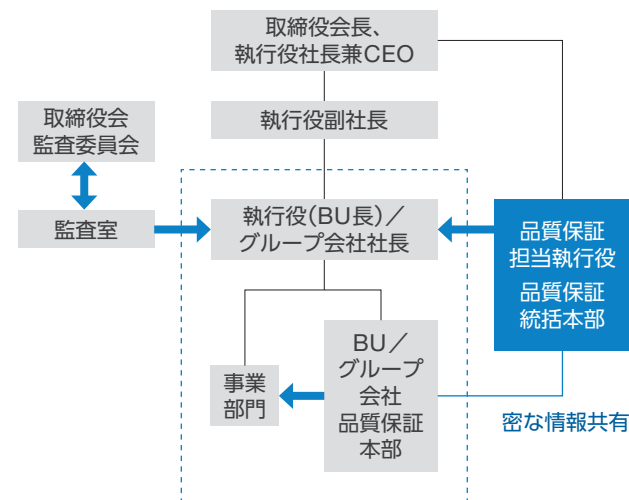 取締役会長、
執行役社長兼CEO
執行役副社長
取締役会
監査委員会
監査室
執行役(BU長)／
グループ会社社長
品質保証
担当執行役
品質保証
統括本部
事業
部門
BU／
グループ
会社
品質保証
本部
密な情報共有